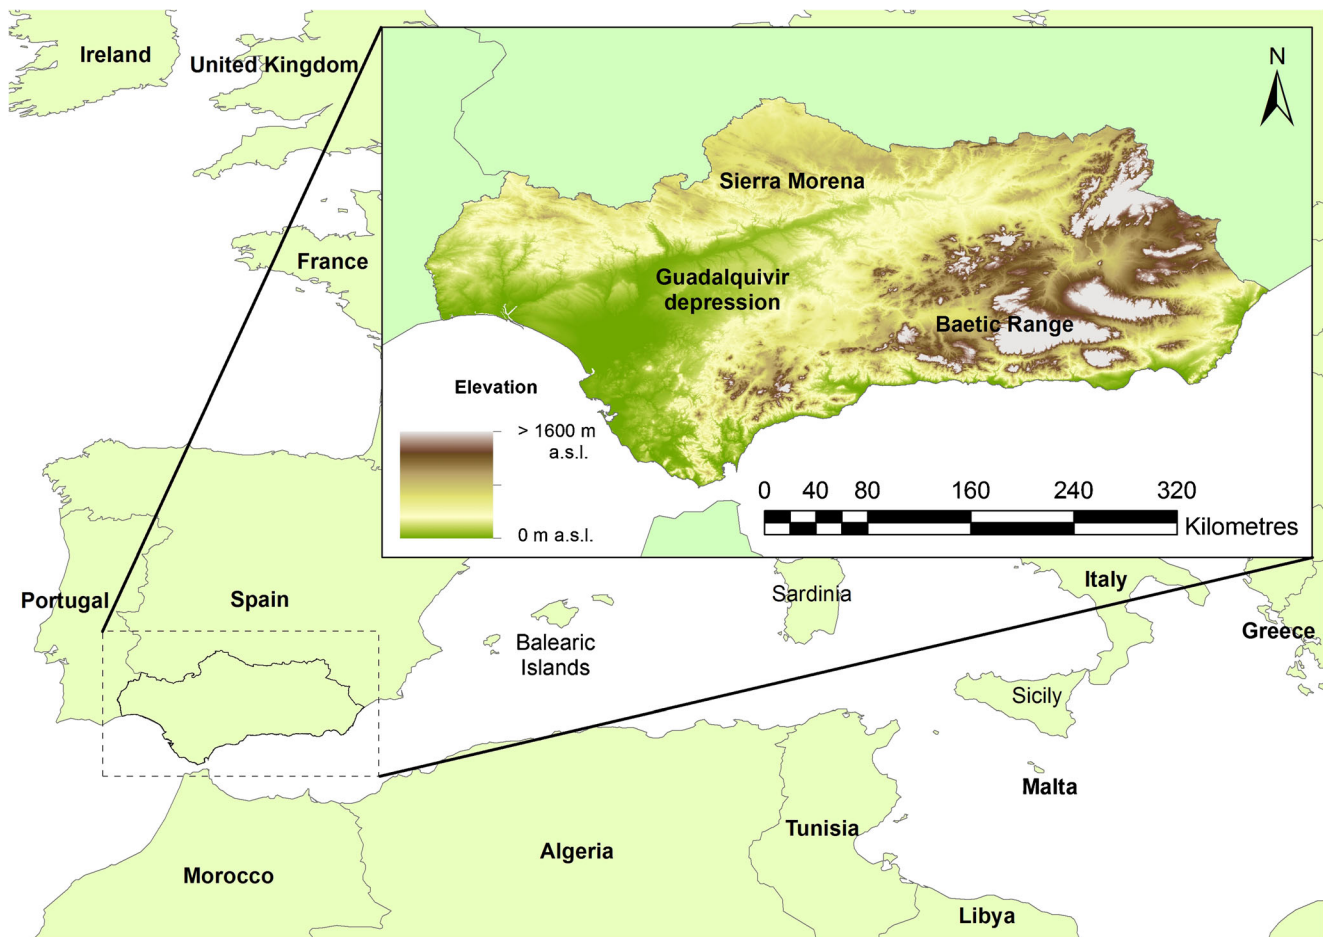 Ireland
United Kingdom
France
N
Sierra Morena
Guadalquivir
depression
Baetic Range
Elevation
> 1600 m
a.s.l.
0 m a.s.l.
0 40 80 160 240 320
Kilometres
Portugal
Spain
Balearic
Islands
Sardinia
Italy
Greece
Sicily
Malta
Morocco
Algeria
Tunisia
Libya